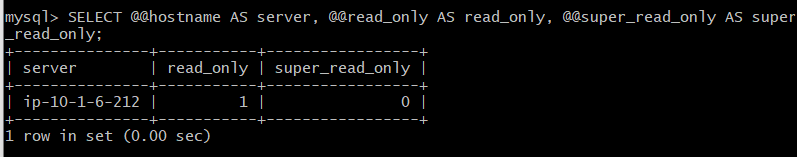 mysql> SELECT @@hostname AS server, @@read_only AS read_only, @@super_read_only AS super
_read_only;
+---------------+-----------+-----------------+
| server        | read_only | super_read_only |
+---------------+-----------+-----------------+
| ip-10-1-6-212 |         1 |               0 |
+---------------+-----------+-----------------+
1 row in set (0.00 sec)